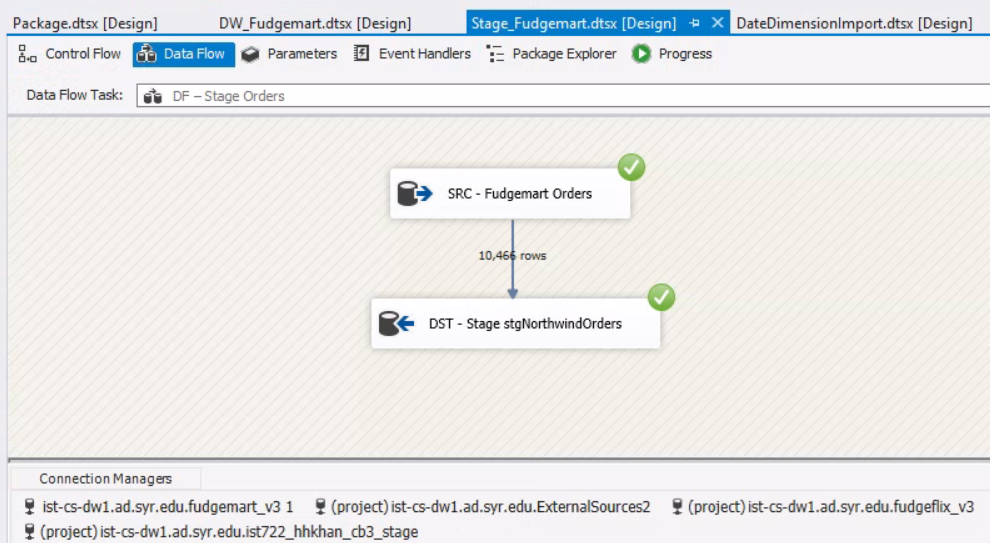 Package.dtsx [Design] DW_Fudgemart.dtsx [Design] Stage_Fudgemart.dtsx [Design] DateDimensionImport.dtsx [Design]
Control Flow Data Flow Parameters Event Handlers Package Explorer Progress
Data Flow Task: DF – Stage Orders
SRC - Fudgemart Orders
10,466 rows
DST - Stage stgNorthwindOrders
Connection Managers
ist-cs-dw1.ad.syr.edu.fudgemart_v3 1 (project) ist-cs-dw1.ad.syr.edu.ExternalSources2 (project) ist-cs-dw1.ad.syr.edu.fudgeflix_v3
(project) ist-cs-dw1.ad.syr.edu.ist722_hhkhan_cb3_stage